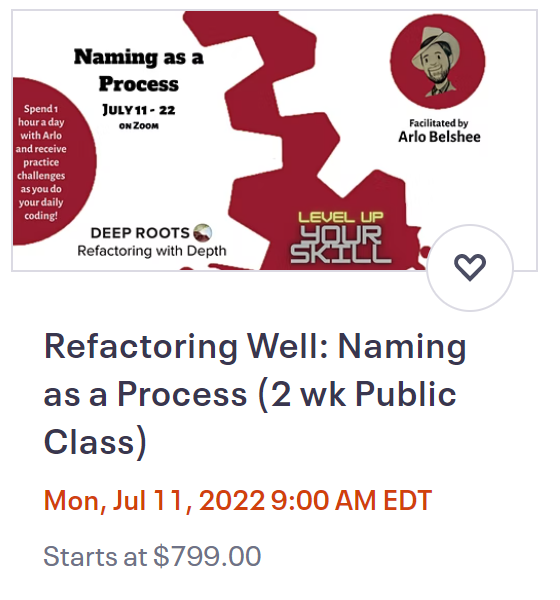 Naming as a
Process
JULY 11 - 22
ON ZOOM
Spend 1
hour a day
with Arlo
and receive
practice
challenges
as you do
your daily
coding!
Facilitated by
Arlo Belshee
DEEP ROOTS
Refactoring with Depth
LEVEL UP
YOUR
SKILL
Refactoring Well: Naming
as a Process (2 wk Public
Class)
Mon, Jul 11, 2022 9:00 AM EDT
Starts at $799.00